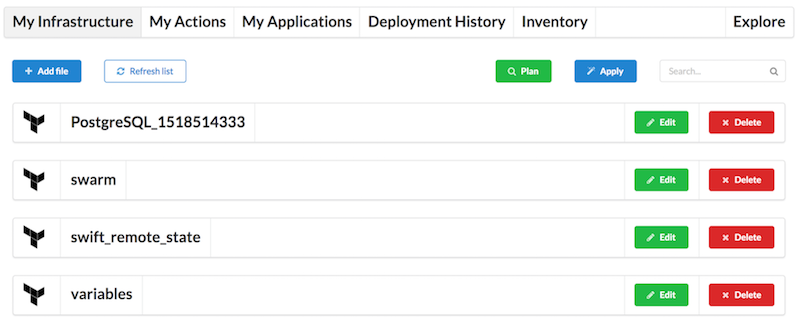 My Infrastructure My Actions My Applications Deployment History Inventory Explore
Add file Refresh list Plan Apply Search...
PostgreSQL_1518514333 Edit Delete
swarm Edit Delete
swift_remote_state Edit Delete
variables Edit Delete